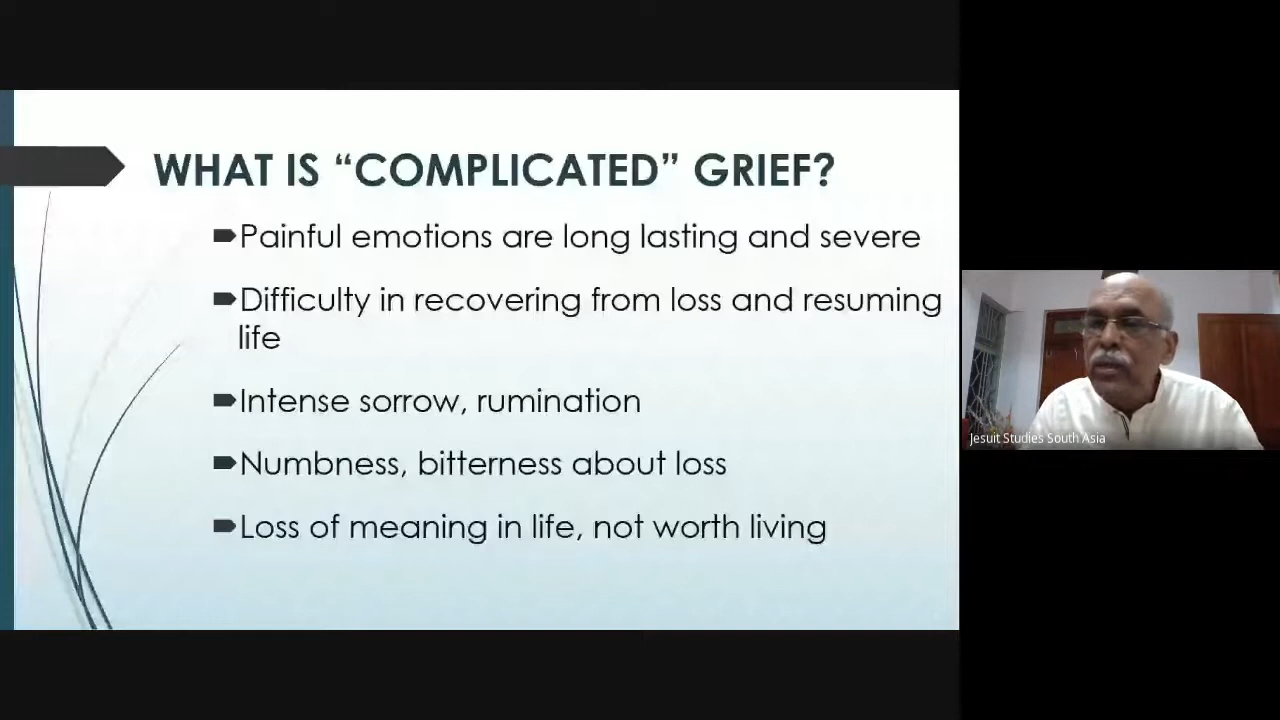 WHAT IS “COMPLICATED” GRIEF?
Painful emotions are long lasting and severe
Difficulty in recovering from loss and resuming
life
Intense sorrow, rumination
Numbness, bitterness about loss
Loss of meaning in life, not worth living
Jesuit Studies South Asia